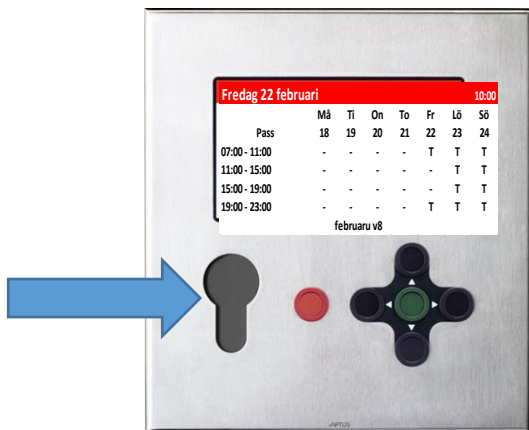 Fredag 22 februari 10:00
Må Ti On To Fr Lö Sö
Pass 18 19 20 21 22 23 24
07:00 - 11:00 - - - - T T T
11:00 - 15:00 - - - - - T T
15:00 - 19:00 - - - - - T T
19:00 - 23:00 - - - - T T T
februaru v8
APTUS